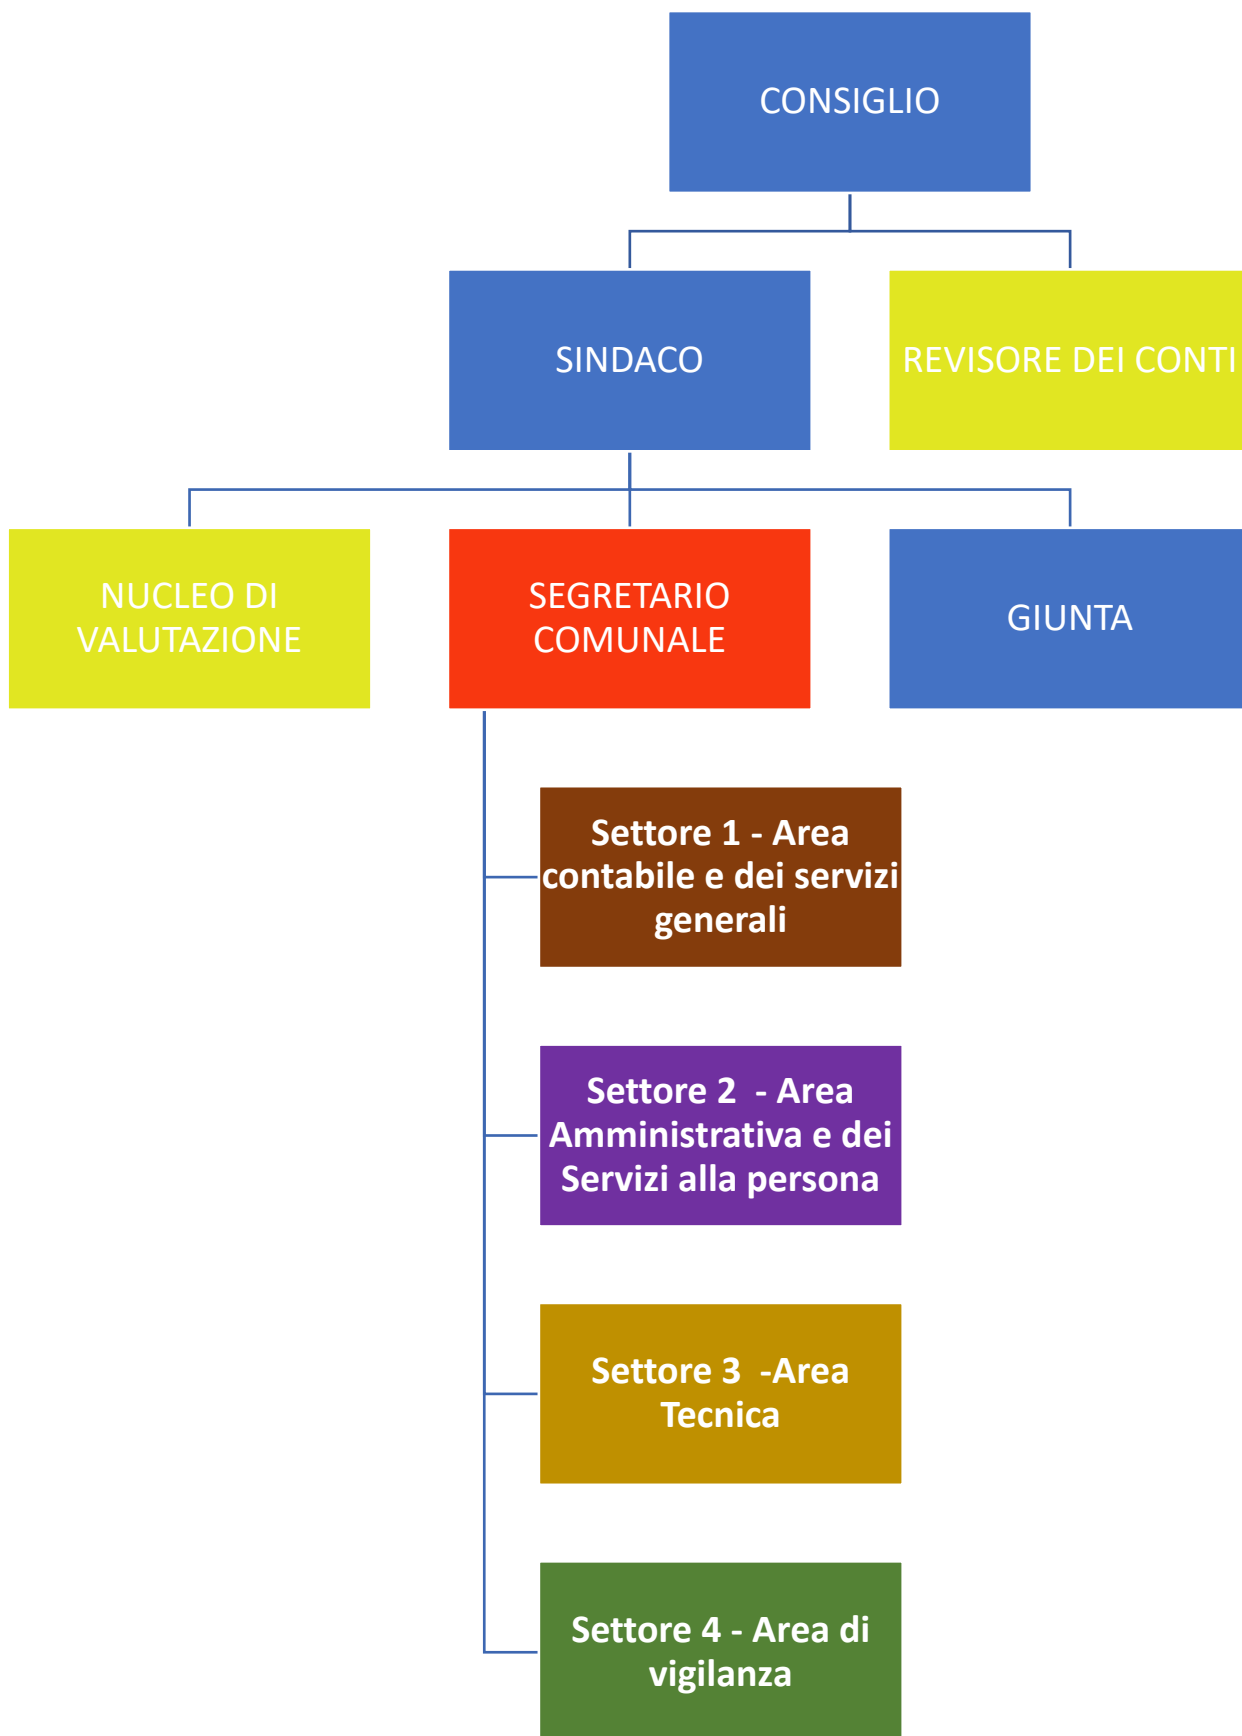 CONSIGLIO
SINDACO
REVISORE DEI CONTI
NUCLEO DI
VALUTAZIONE
SEGRETARIO
COMUNALE
GIUNTA
Settore 1 - Area
contabile e dei servizi
generali
Settore 2  - Area
Amministrativa e dei
Servizi alla persona
Settore 3  -Area
Tecnica
Settore 4 - Area di
vigilanza